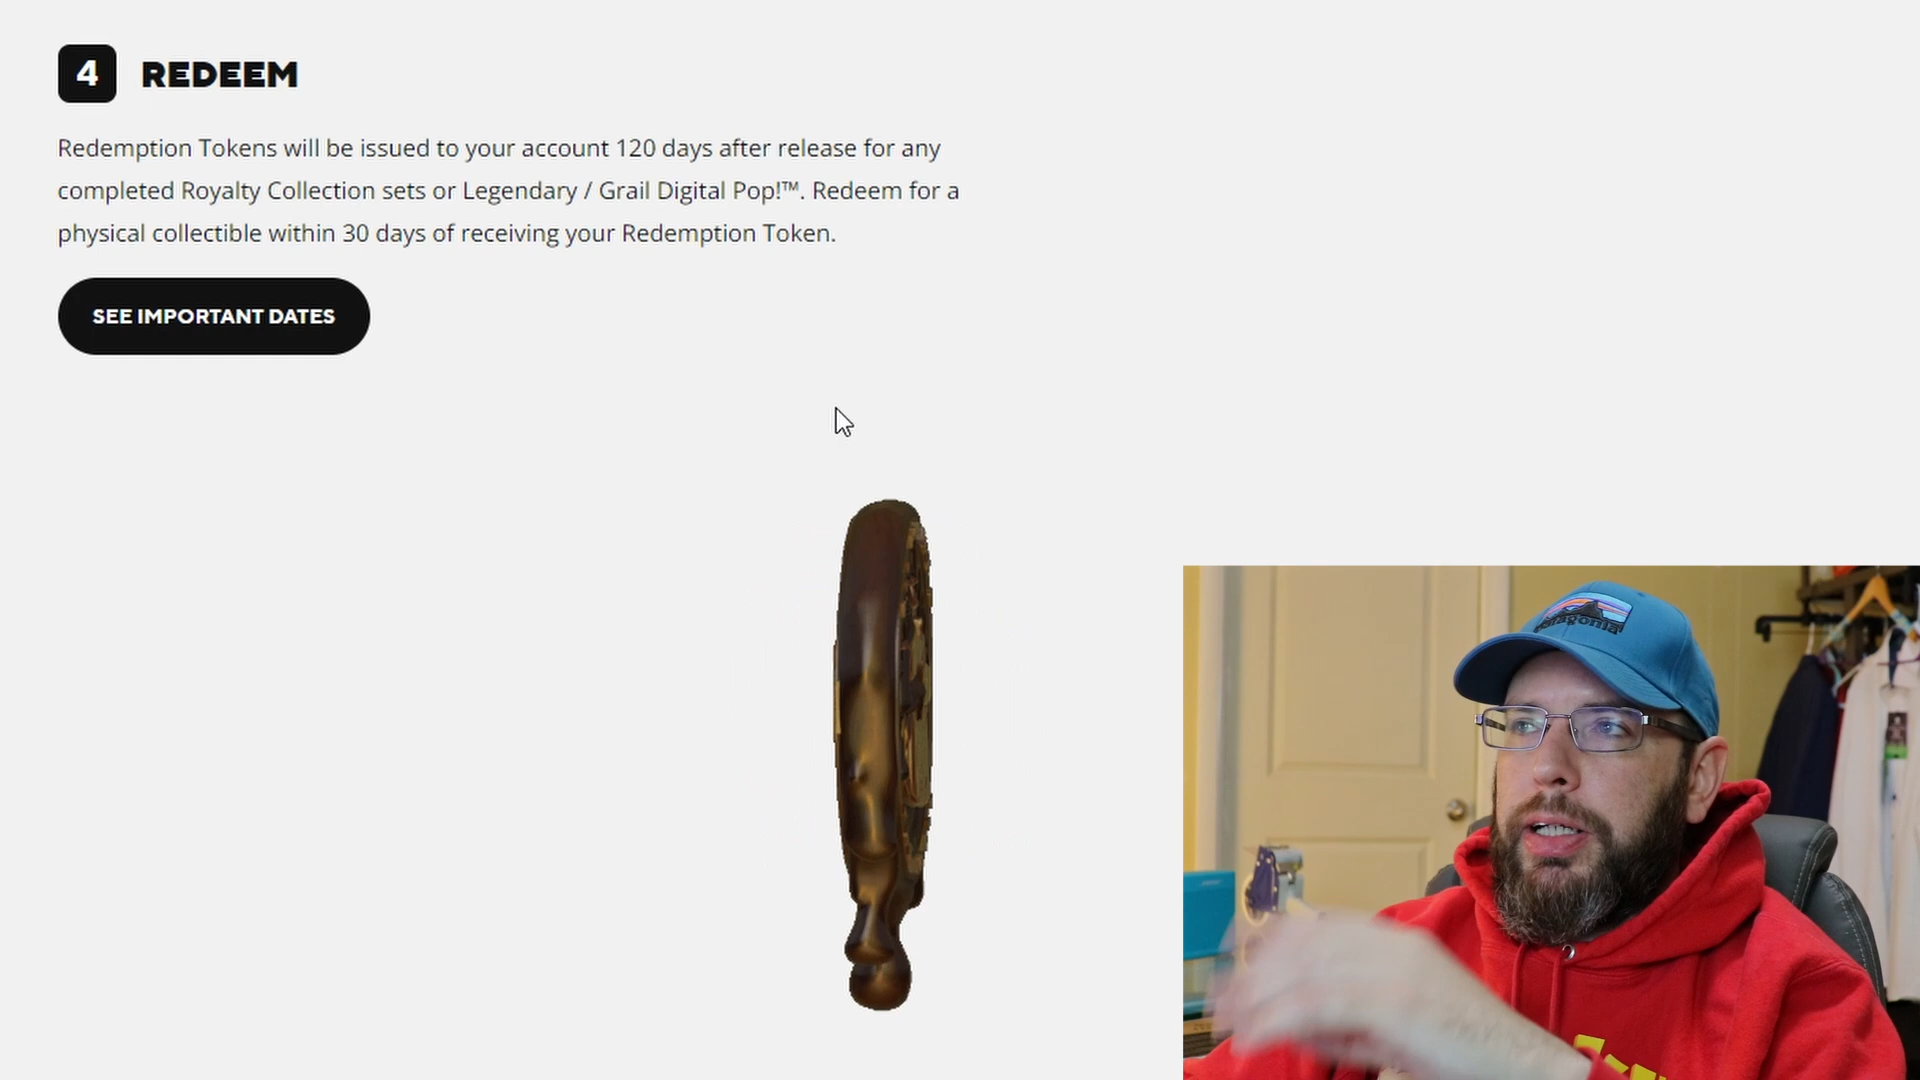 4 REDEEM
Redemption Tokens will be issued to your account 120 days after release for any
completed Royalty Collection sets or Legendary / Grail Digital Pop!™. Redeem for a
physical collectible within 30 days of receiving your Redemption Token.
SEE IMPORTANT DATES
patagonia